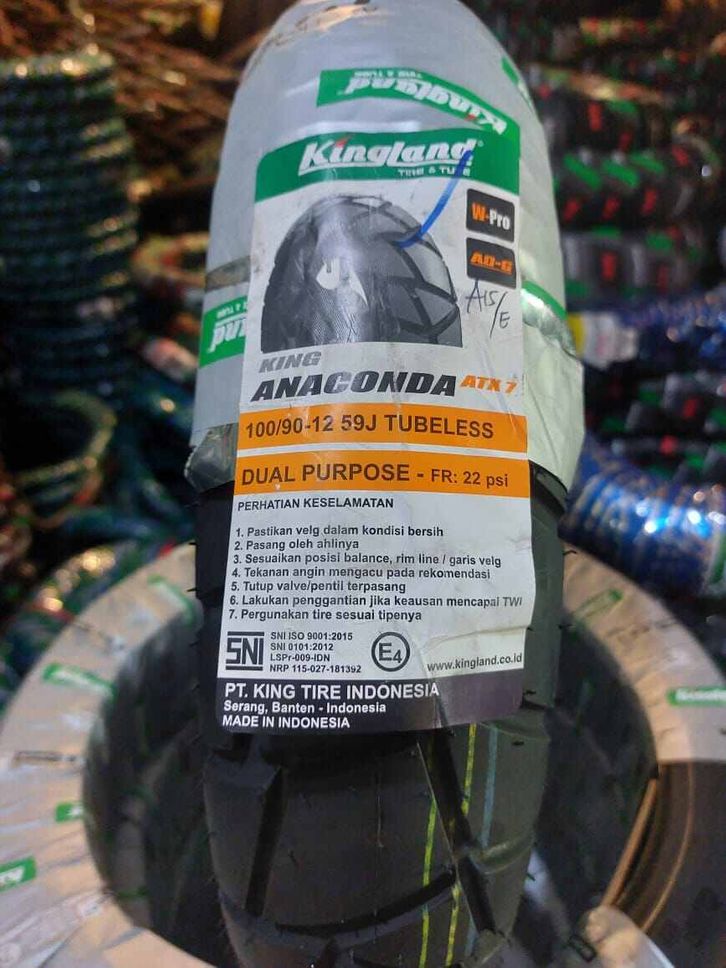 Kingland
TIRE & TUBE
Kingland
TIRE & TUBE
W-Pro
AO-G
A15/E
KING
ANACONDA ATX 7
100/90-12 59J TUBELESS
DUAL PURPOSE - FR: 22 psi
PERHATIAN KESELAMATAN
1. Pastikan velg dalam kondisi bersih
2. Pasang oleh ahlinya
3. Sesuaikan posisi balance, rim line / garis velg
4. Tekanan angin mengacu pada rekomendasi
5. Tutup valve/pentil terpasang
6. Lakukan penggantian jika keausan mencapai TWI
7. Pergunakan tire sesuai tipenya
SNI
SNI ISO 9001:2015
SNI 0101:2012
LSPr-009-IDN
NRP 115-027-181392
E4
www.kingland.co.id
PT. KING TIRE INDONESIA
Serang, Banten - Indonesia
MADE IN INDONESIA